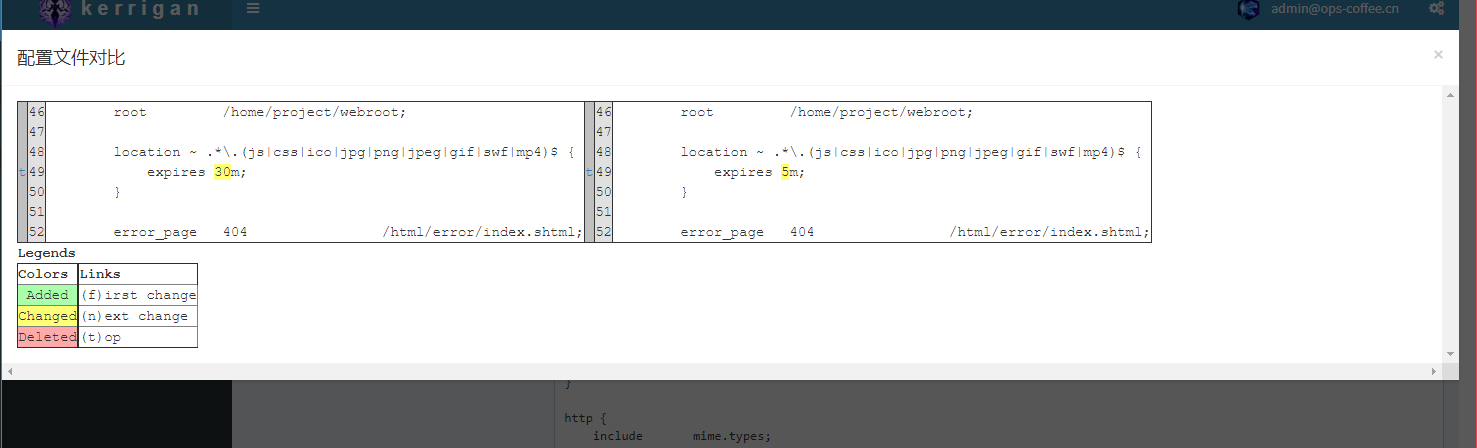 kerrigan
admin@ops-coffee.cn
配置文件对比
×
46 root /home/project/webroot; 46 root /home/project/webroot;
47 47
48 location ~ .*\.(js|css|ico|jpg|png|jpeg|gif|swf|mp4)$ { 48 location ~ .*\.(js|css|ico|jpg|png|jpeg|gif|swf|mp4)$ {
t 49 expires 30m; t 49 expires 5m;
50 } 50 }
51 51
52 error_page 404 /html/error/index.shtml; 52 error_page 404 /html/error/index.shtml;
Legends
Colors Links
Added (f)irst change
Changed (n)ext change
Deleted (t)op
}
http {
include mime.types;